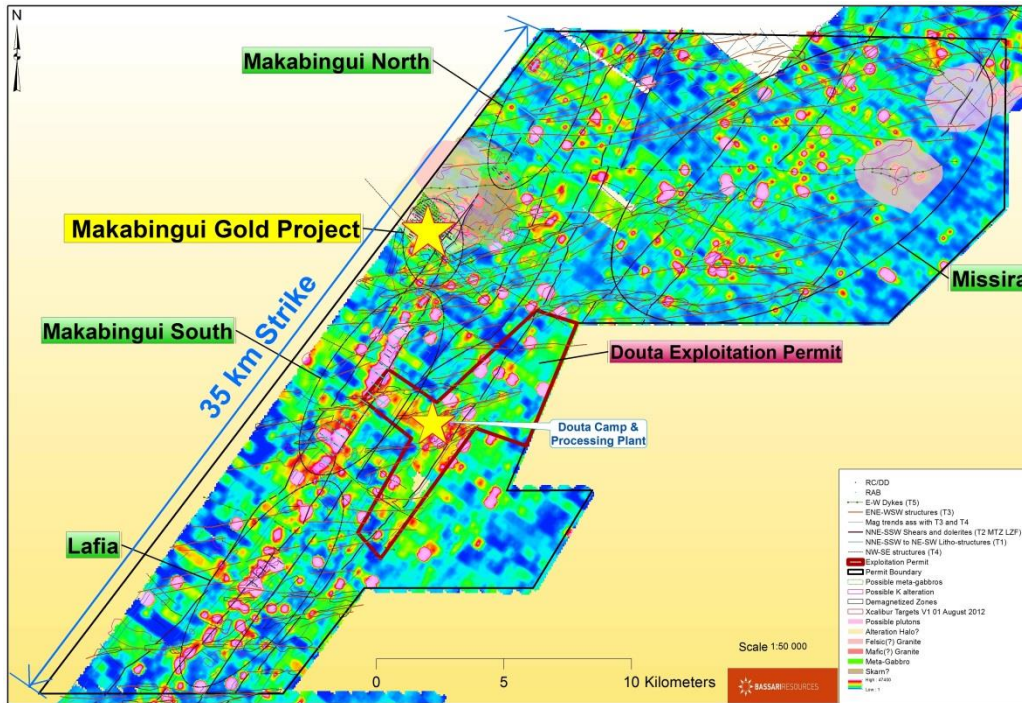 N
Makabingui North
Makabingui Gold Project
Makabingui South
35 km Strike
Missira
Douta Exploitation Permit
Douta Camp &
Processing Plant
Lafia
Scale 1:50 000
0 5 10 Kilometers
BASSARI RESOURCES
RC/DD
RAB
E-W Dykes (T5)
ENE-WSW structures (T3)
Mag trends ass with T3 and T4
NNE-SSW Shears and dolerites (T2 MTZ LZF)
NNE-SSW to NE-SW Litho-structures (T1)
NW-SE structures (T4)
Exploitation Permit
Permit Boundary
Possible meta-gabbros
Possible K alteration
Demagnetized Zones
Xcalibur Targets V1 01 August 2012
Possible plutons
Alteration Halo?
Felsic(?) Granite
Mafic(?) Granite
Meta-Gabbro
Skarn?